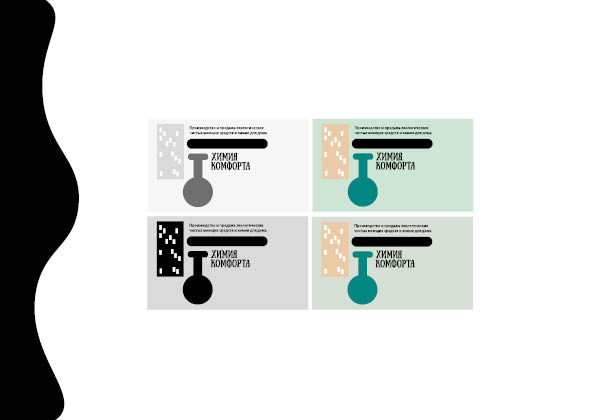 Производство и продажа экологически
чистых моющих средств и химии для дома
ХИМИЯ
КОМФОРТА
Производство и продажа экологически
чистых моющих средств и химии для дома
ХИМИЯ
КОМФОРТА
Производство и продажа экологически
чистых моющих средств и химии для дома
ХИМИЯ
КОМФОРТА
Производство и продажа экологически
чистых моющих средств и химии для дома
ХИМИЯ
КОМФОРТА